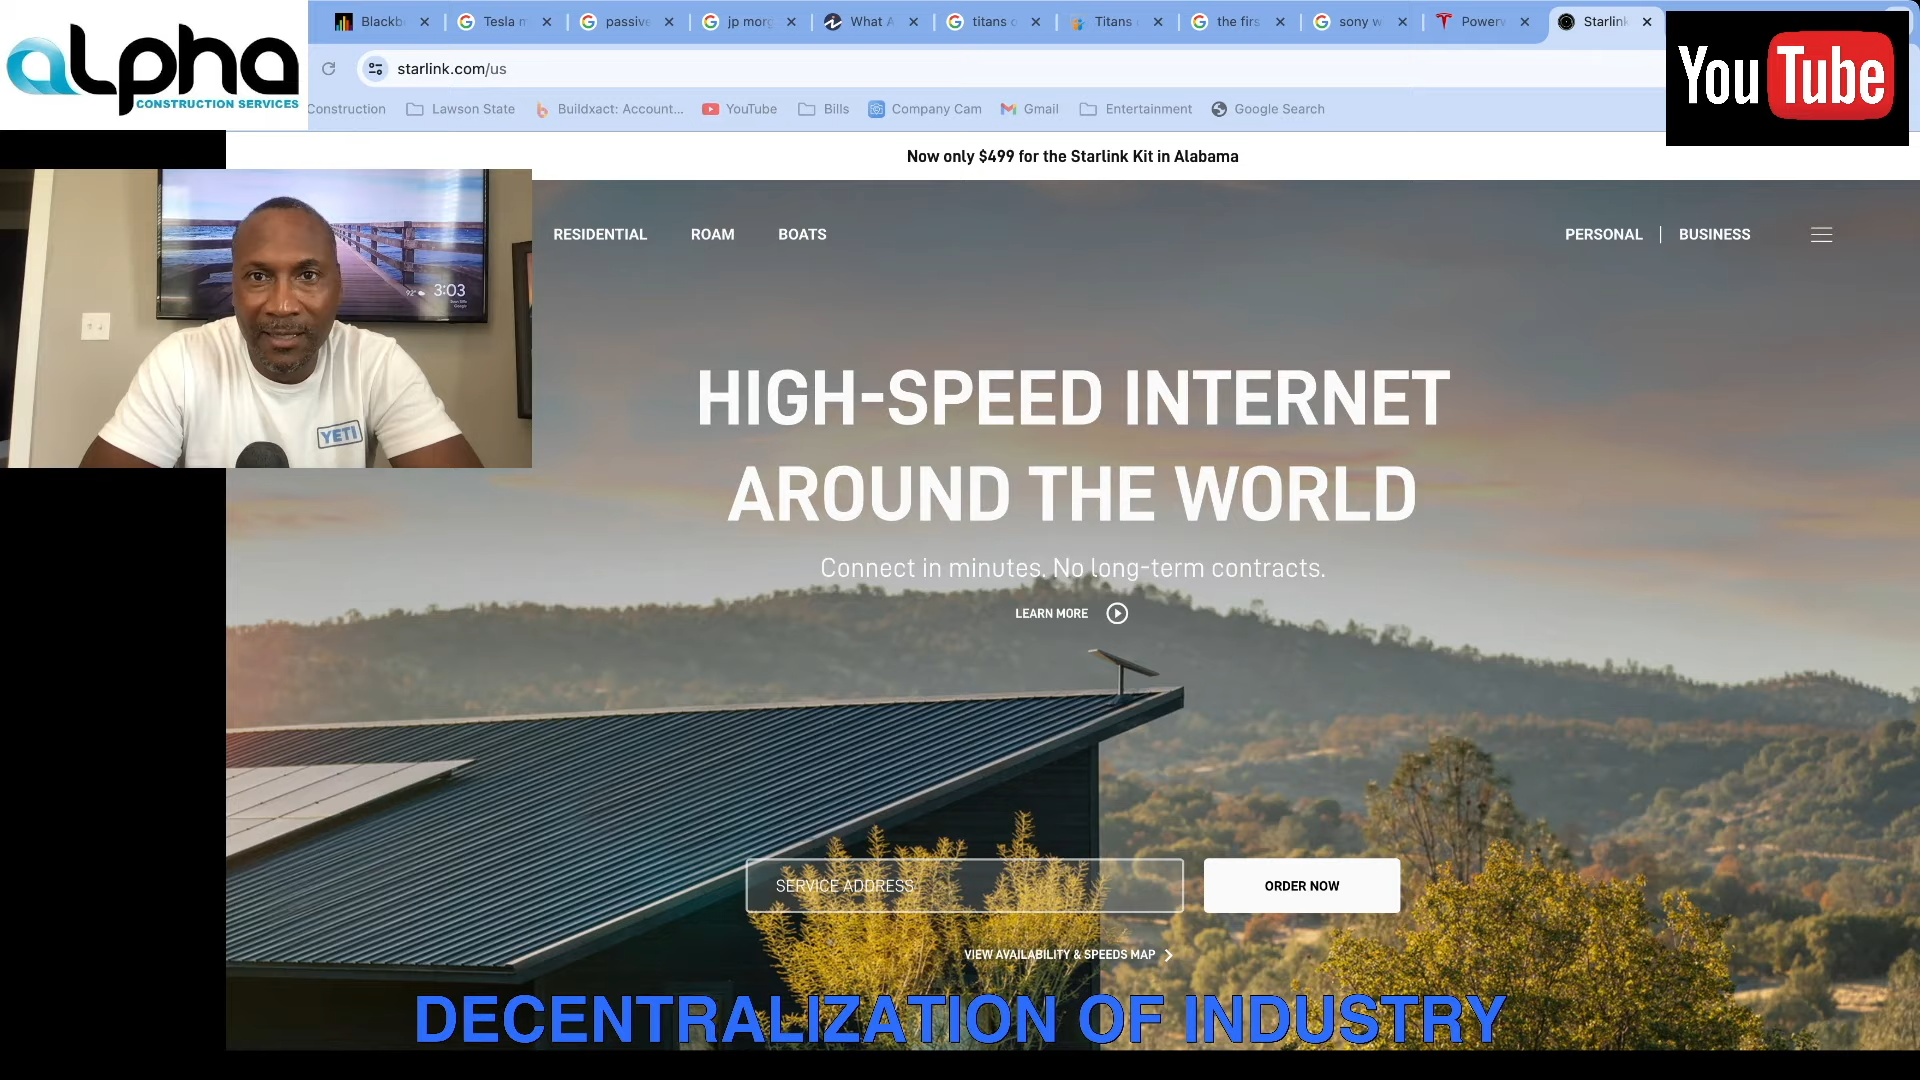 aLpha
CONSTRUCTION SERVICES
Tesla m
passive
jp morg
What A
titans o
Titans
the firs
sony w
Powerw
Starlink
starlink.com/us
Construction
Lawson State
Buildxact: Account...
YouTube
Bills
Company Cam
Gmail
Entertainment
Google Search
YouTube
Now only $499 for the Starlink Kit in Alabama
RESIDENTIAL
ROAM
BOATS
PERSONAL
BUSINESS
3:03
YETI
HIGH-SPEED INTERNET
AROUND THE WORLD
Connect in minutes. No long-term contracts.
LEARN MORE
SERVICE ADDRESS
ORDER NOW
VIEW AVAILABILITY & SPEEDS MAP
DECENTRALIZATION OF INDUSTRY